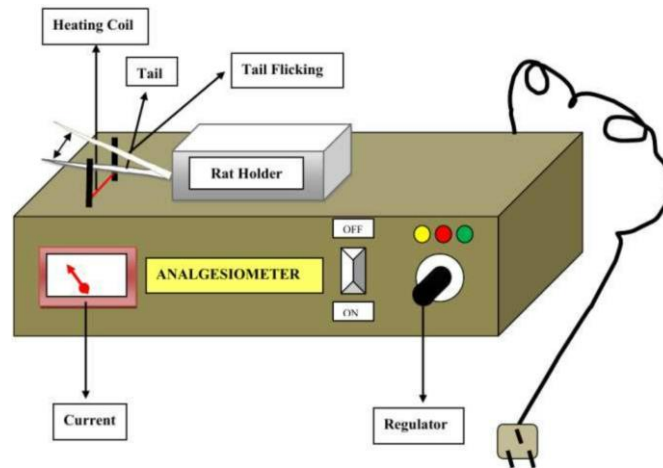 Heating Coil
Tail
Tail Flicking
Rat Holder
OFF
ANALGESIOMETER
ON
Current
Regulator